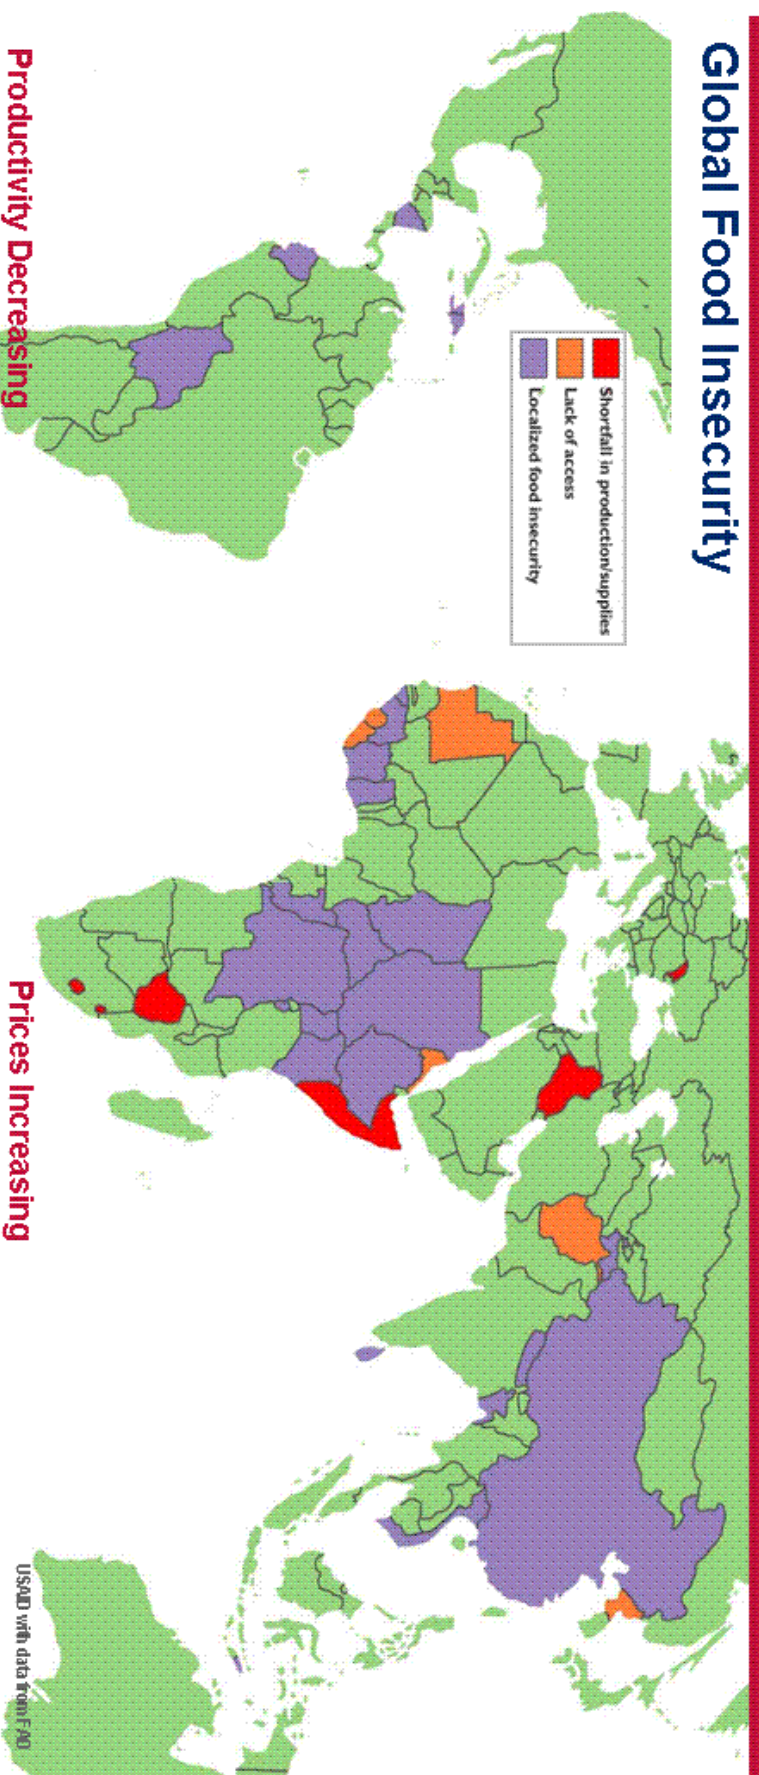 Global Food Insecurity
Shortfall in production/supplies
Lack of access
Localized food insecurity
Productivity Decreasing
Prices Increasing
USAID with data from FAO